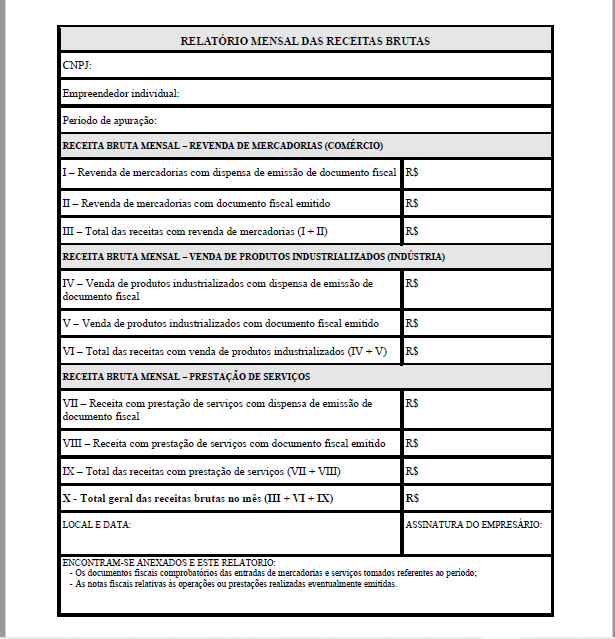 RELATÓRIO MENSAL DAS RECEITAS BRUTAS
CNPJ:
Empreendedor individual:
Período de apuração:
RECEITA BRUTA MENSAL – REVENDA DE MERCADORIAS (COMÉRCIO)
I – Revenda de mercadorias com dispensa de emissão de documento fiscal R$
II – Revenda de mercadorias com documento fiscal emitido R$
III – Total das receitas com revenda de mercadorias (I + II) R$
RECEITA BRUTA MENSAL – VENDA DE PRODUTOS INDUSTRIALIZADOS (INDÚSTRIA)
IV – Venda de produtos industrializados com dispensa de emissão de R$
documento fiscal
V – Venda de produtos industrializados com documento fiscal emitido R$
VI – Total das receitas com venda de produtos industrializados (IV + V) R$
RECEITA BRUTA MENSAL – PRESTAÇÃO DE SERVIÇOS
VII – Receita com prestação de serviços com dispensa de emissão de R$
documento fiscal
VIII – Receita com prestação de serviços com documento fiscal emitido R$
IX – Total das receitas com prestação de serviços (VII + VIII) R$
X - Total geral das receitas brutas no mês (III + VI + IX) R$
LOCAL E DATA: ASSINATURA DO EMPRESÁRIO:
ENCONTRAM-SE ANEXADOS E ESTE RELATÓRIO:
- Os documentos fiscais comprobatórios das entradas de mercadorias e serviços tomados referentes ao período;
- As notas fiscais relativas às operações ou prestações realizadas eventualmente emitidas.